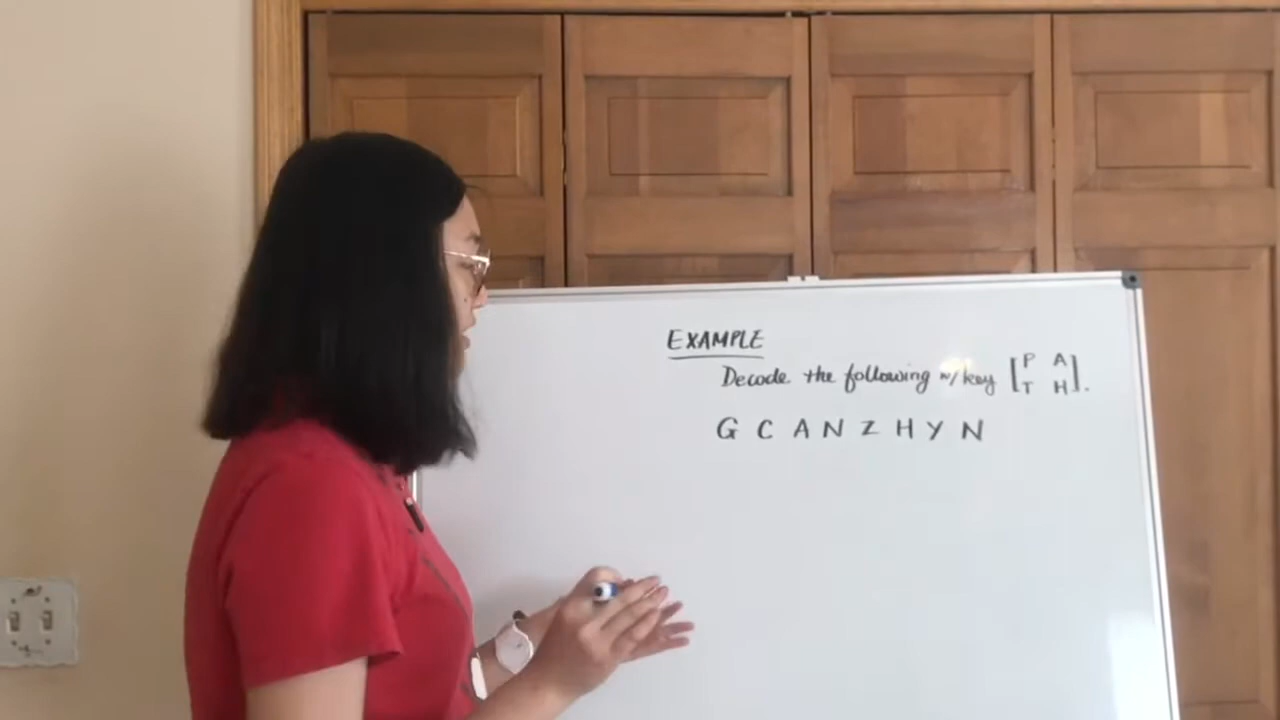 EXAMPLE
Decode the following w/ key [P A
T H].
G C A N Z H Y N